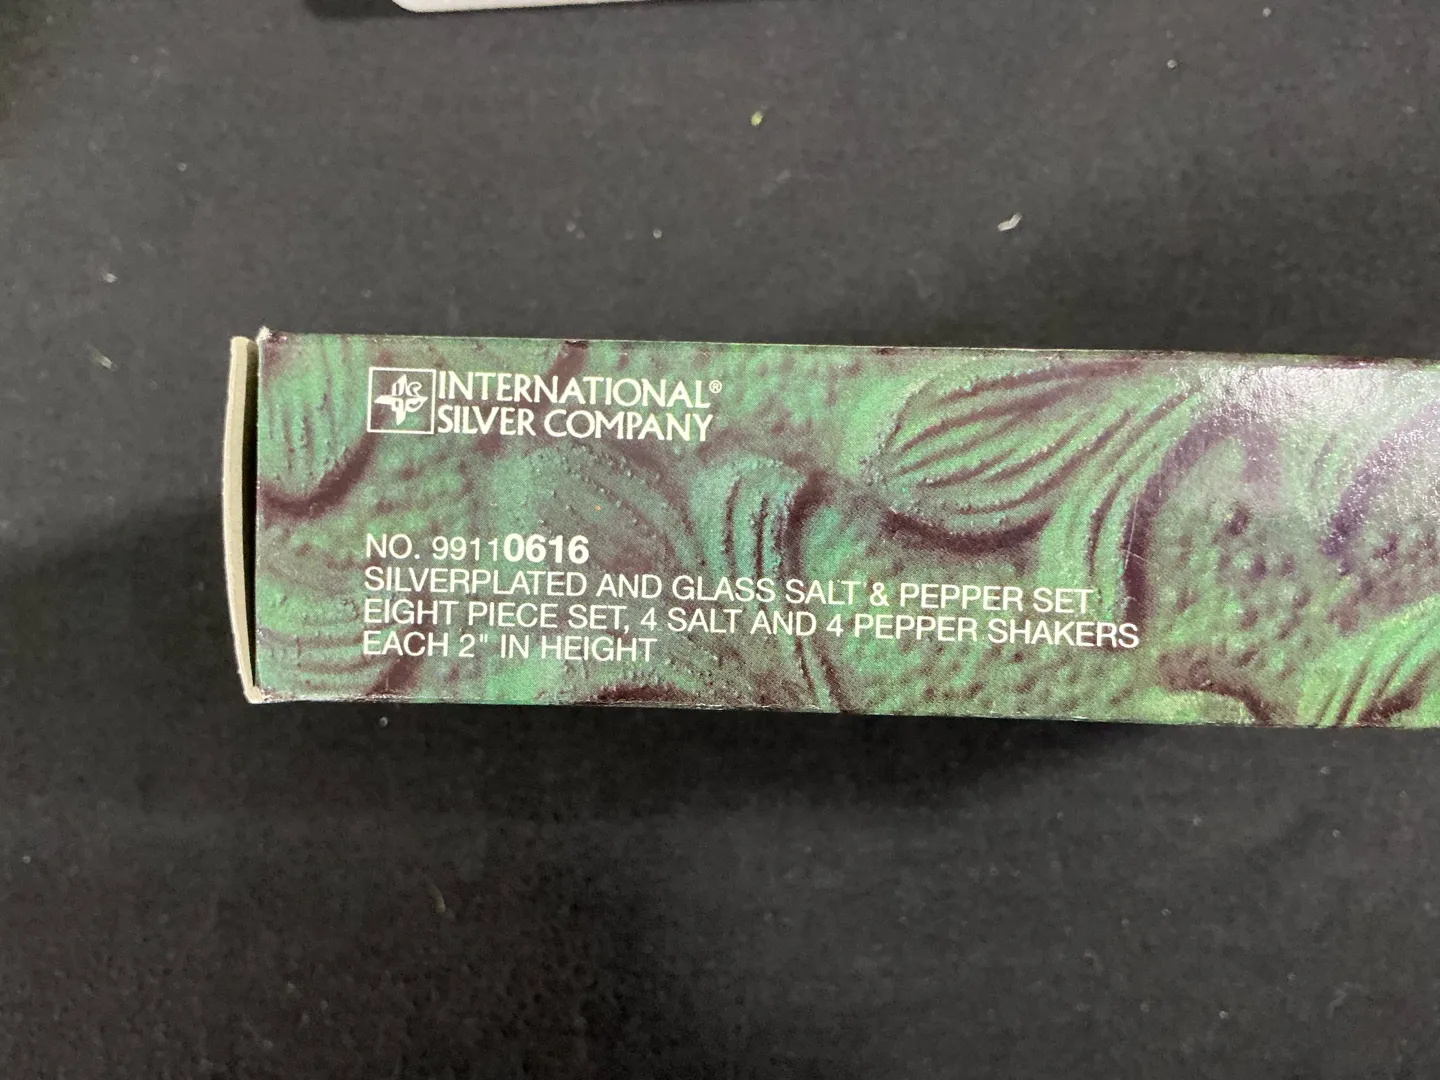 INTERNATIONAL®
SILVER COMPANY
NO. 99110616
SILVERPLATED AND GLASS SALT & PEPPER SET
EIGHT PIECE SET, 4 SALT AND 4 PEPPER SHAKERS
EACH 2" IN HEIGHT